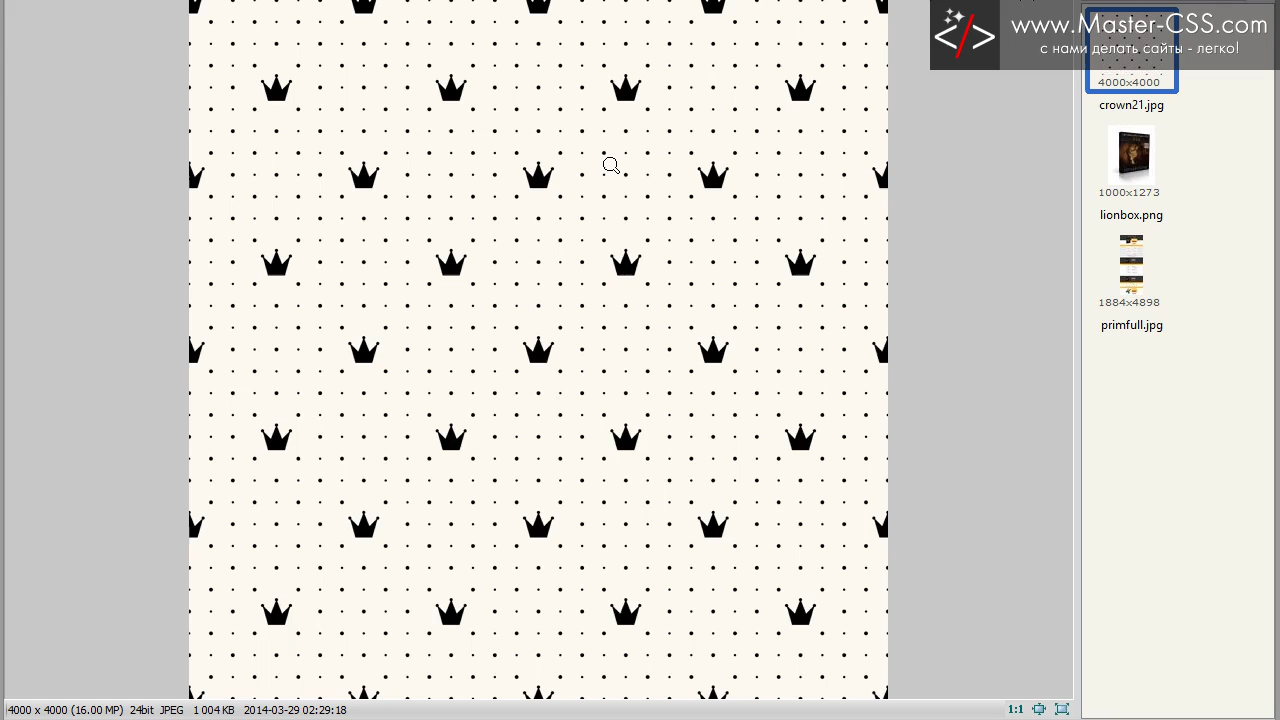 www.Master-CSS.com
с нами делать сайты - легко!
4000x4000
crown21.jpg
1000x1273
lionbox.png
1884x4898
primfull.jpg
4000 x 4000 (16.00 MP) 24bit JPEG 1 004 KB 2014-03-29 02:29:18
1:1